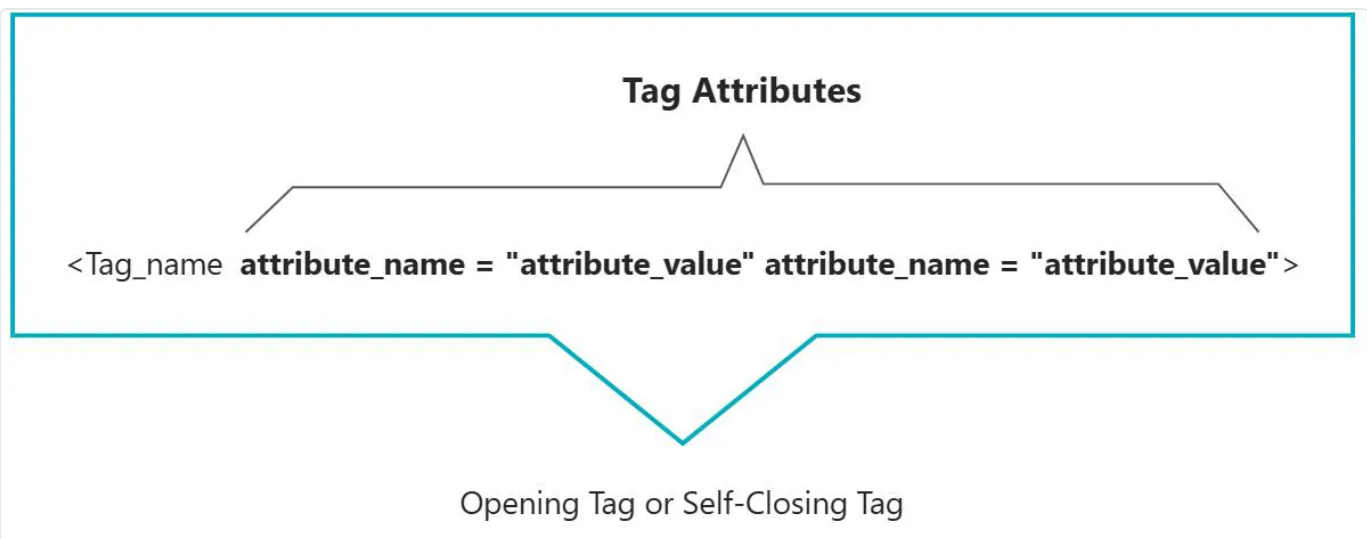 Tag Attributes
<Tag_name attribute_name = "attribute_value" attribute_name = "attribute_value">
Opening Tag or Self-Closing Tag